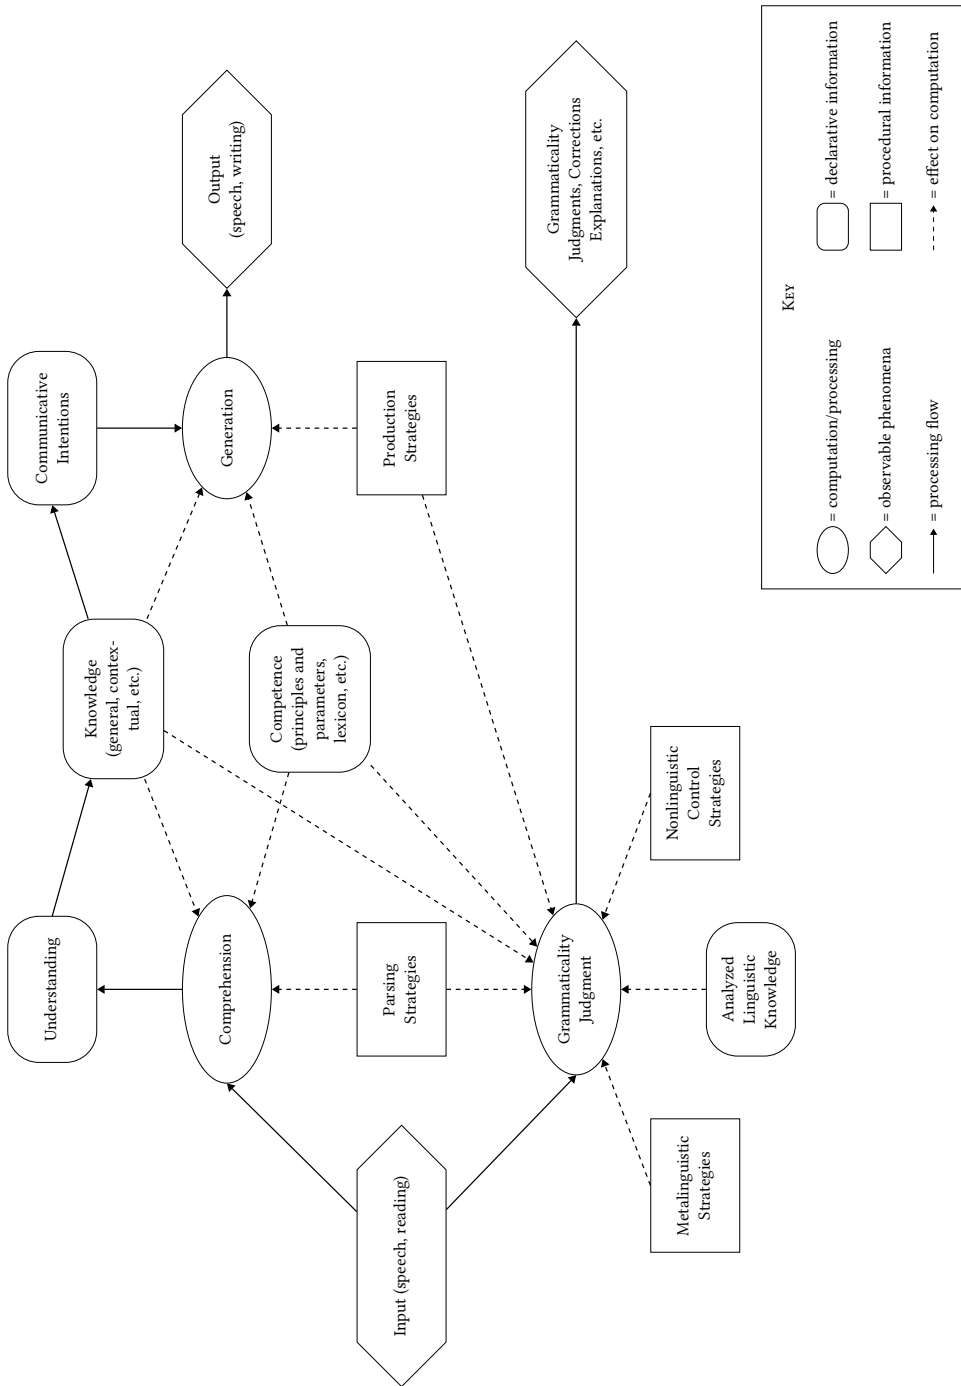 Understanding
Knowledge
(general, contex-
tual, etc.)
Communicative
Intentions
Comprehension
Generation
Output
(speech, writing)
Competence
(principles and
parameters,
lexicon, etc.)
Input (speech, reading)
Parsing
Strategies
Production
Strategies
Grammaticality
Judgment
Grammaticality
Judgments, Corrections
Explanations, etc.
Metalinguistic
Strategies
Analyzed
Linguistic
Knowledge
Nonlinguistic
Control
Strategies
KEY
= computation/processing
= declarative information
= observable phenomena
= procedural information
= processing flow
= effect on computation